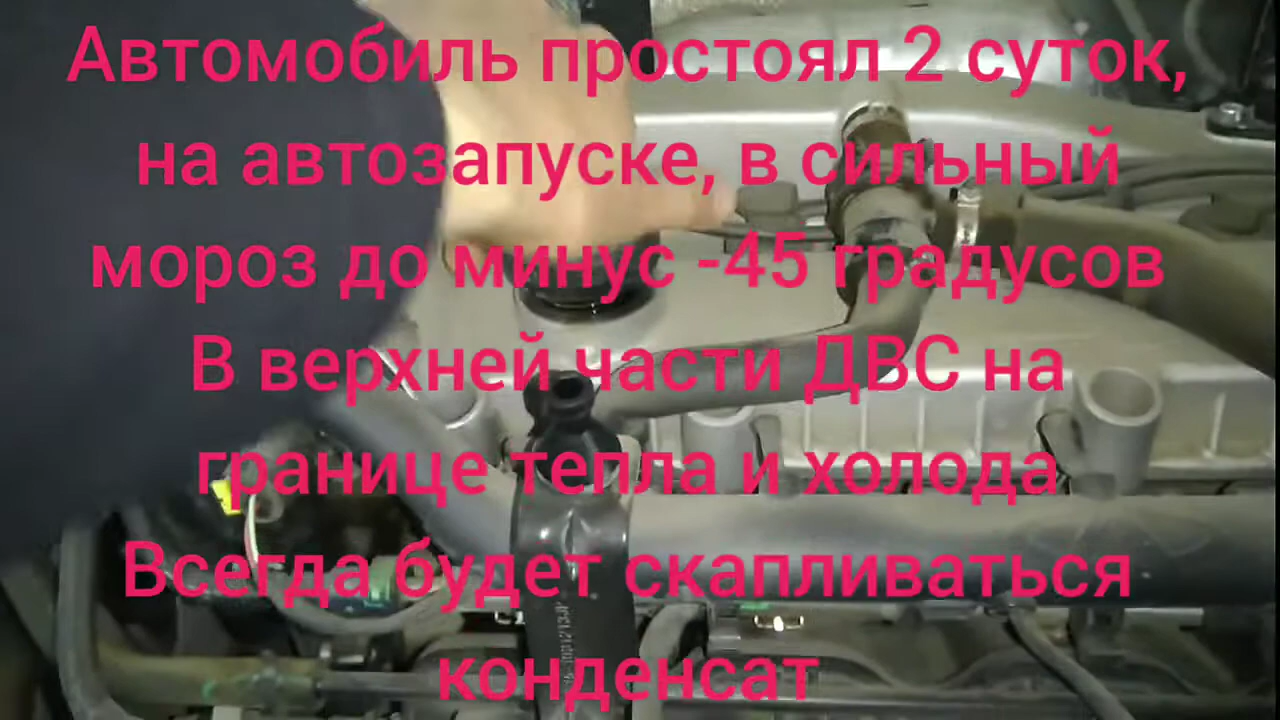 Автомобиль простоял 2 суток,
на автозапуске, в сильный
мороз до минус -45 градусов
В верхней части ДВС на
границе тепла и холода
Всегда будет скапливаться
конденсат